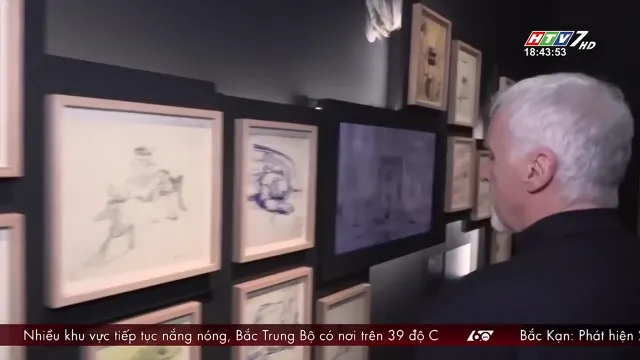 HTV7 HD
18:43:53
Nhiều khu vực tiếp tục nắng nóng, Bắc Trung Bộ có nơi trên 39 độ C 60 Bắc Kạn: Phát hiện